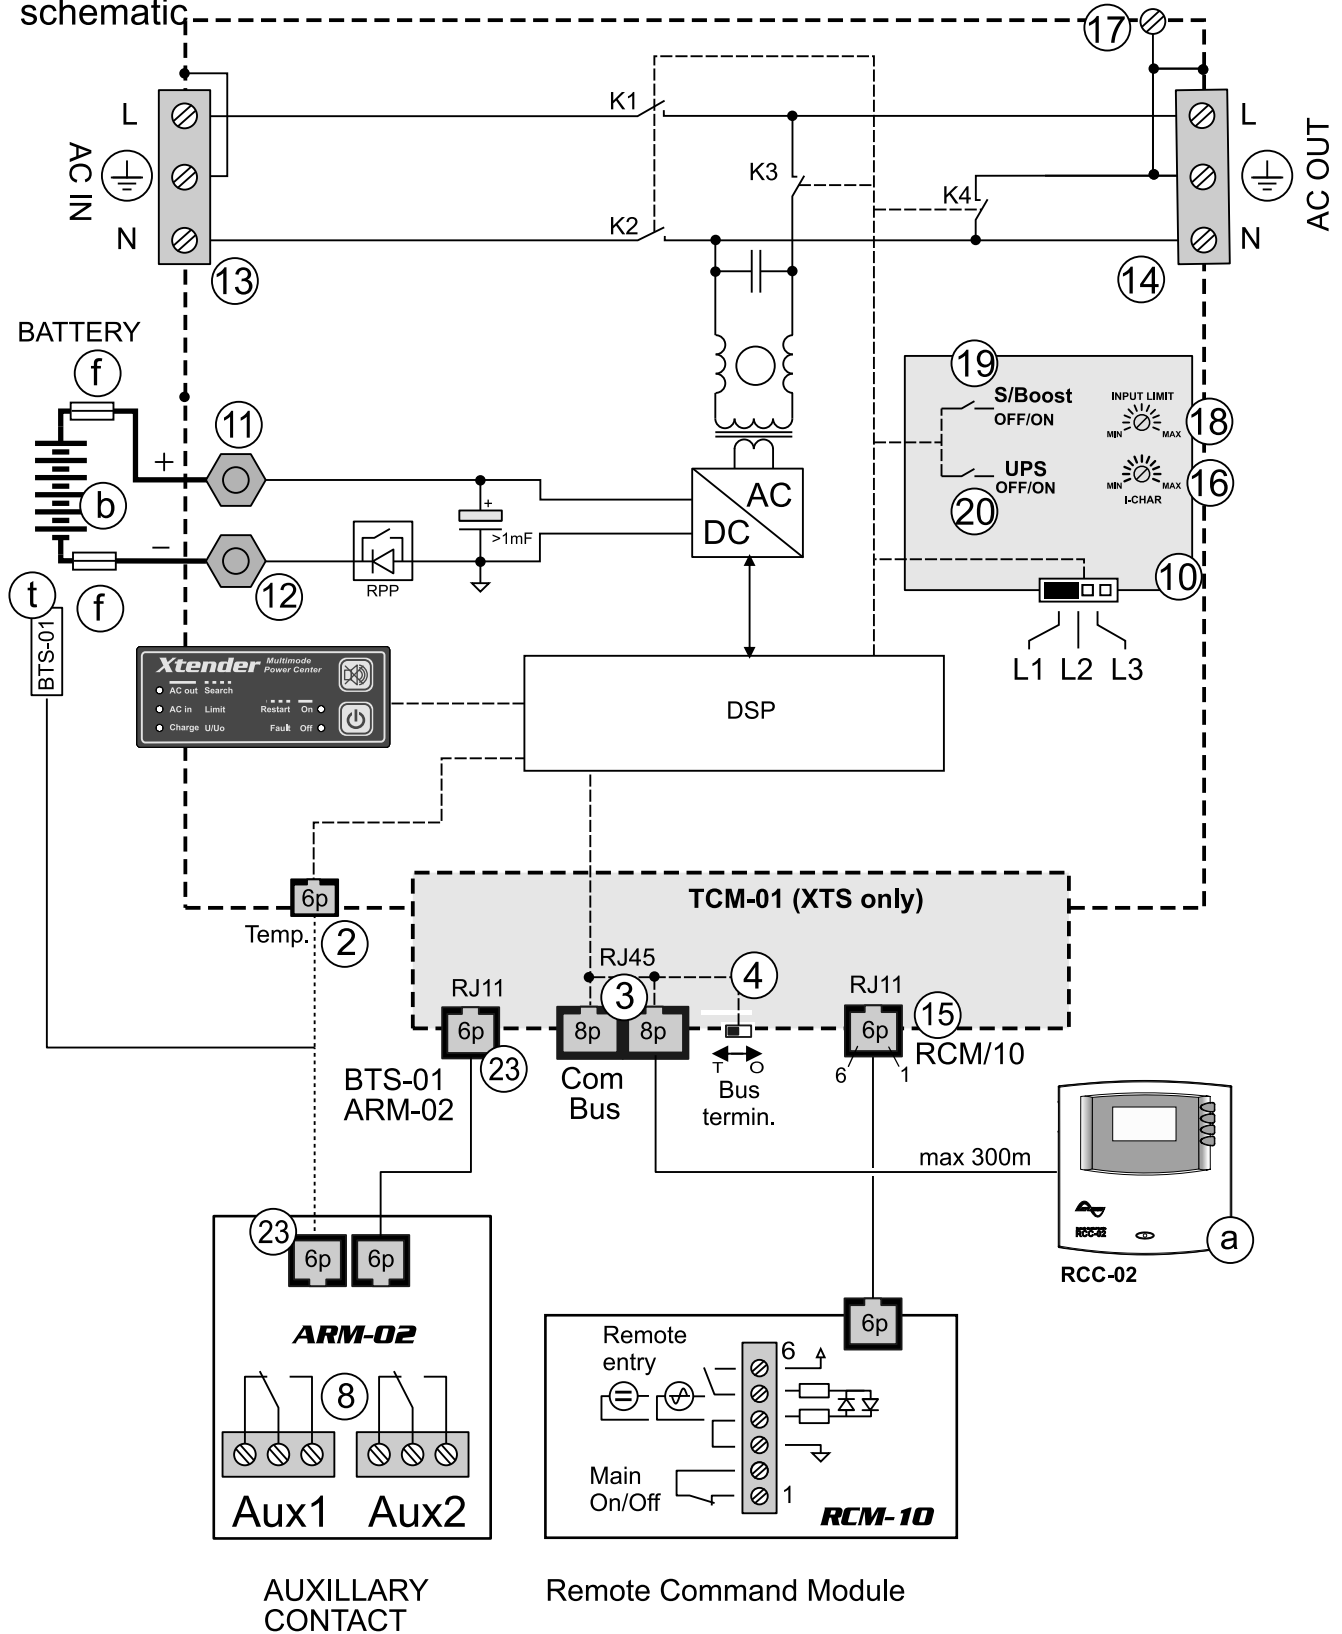 schematic
17
L
K1
L
AC IN
K3
K4
AC OUT
N
K2
N
13
14
BATTERY
f
19
S/Boost
OFF/ON
INPUT LIMIT
MIN
MAX
18
11
+
UPS
OFF/ON
MIN
MAX
I-CHAR
16
b
AC
DC
+
>1mF
20
−
RPP
12
10
t
f
BTS-01
L1 L2 L3
Xtender Multimode
Power Center
AC out Search
AC in Limit Restart On
Charge U/Uo Fault Off
DSP
6p
TCM-01 (XTS only)
Temp.
2
RJ45
4
RJ11
3
RJ11
15
6p
8p
8p
6p
RCM/10
23
6
1
BTS-01
ARM-02
Com
Bus
T O
Bus
termin.
max 300m
23
6p
6p
RCC-02
a
RCC-02
ARM-02
6p
Remote
entry
6
8
Main
On/Off
1
Aux1 Aux2
RCM-10
AUXILLARY
CONTACT
Remote Command Module